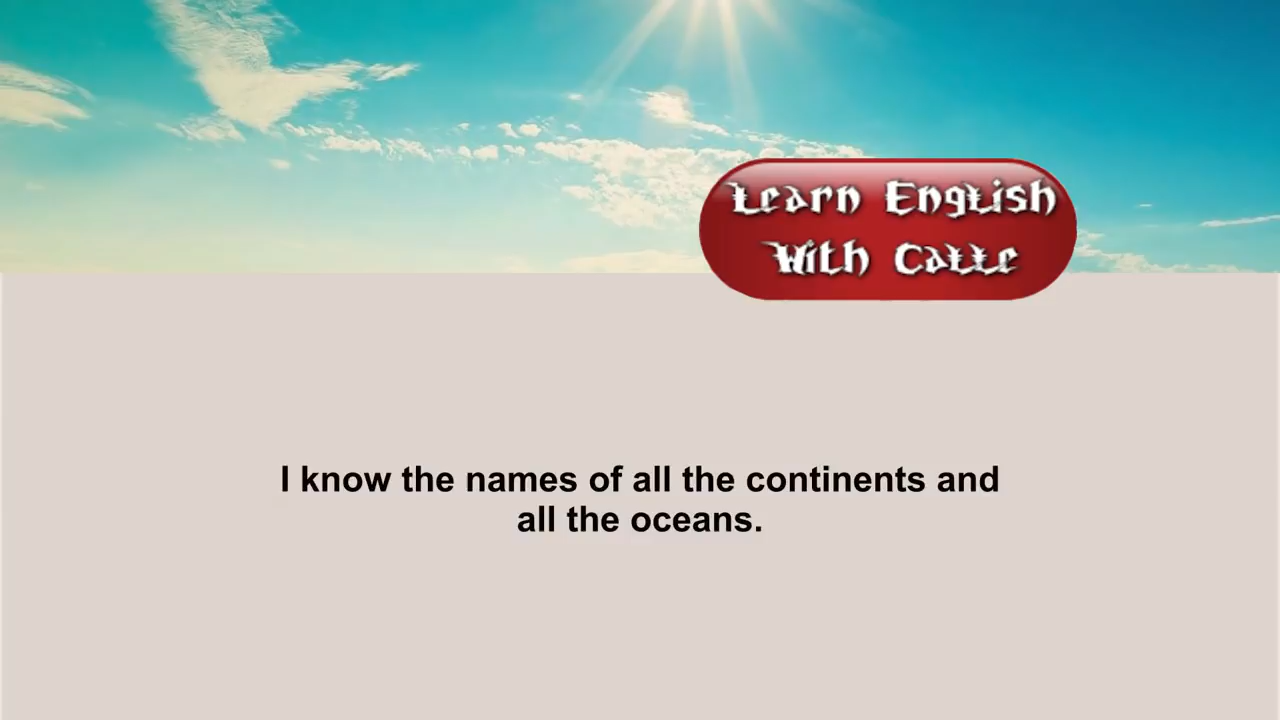 Learn English
With Calle
I know the names of all the continents and
all the oceans.